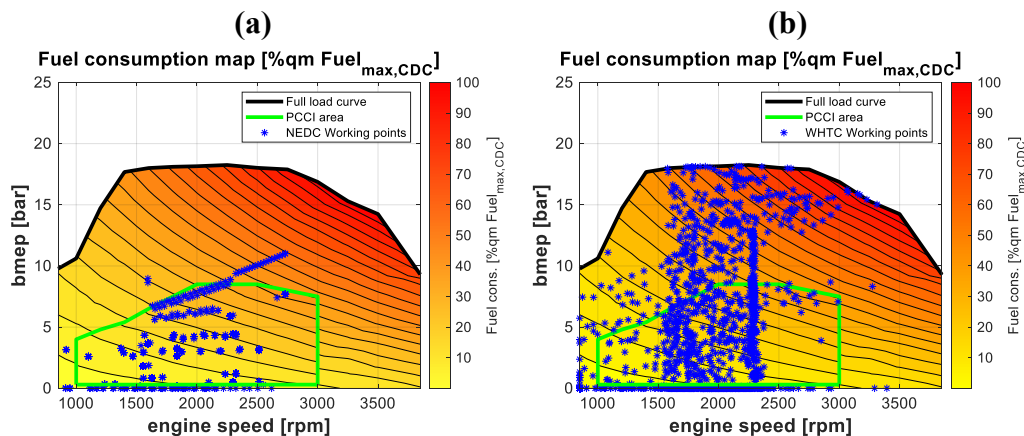 (a)
Fuel consumption map [%qm Fuelmax,CDC]
25
20
15
10
5
0
bmep [bar]
Full load curve
PCCI area
NEDC Working points
1000 1500 2000 2500 3000 3500
engine speed [rpm]
100
90
80
70
60
50
40
30
20
10
Fuel cons. [%qm Fuelmax,CDC]
(b)
Fuel consumption map [%qm Fuelmax,CDC]
25
20
15
10
5
0
bmep [bar]
Full load curve
PCCI area
WHTC Working points
1000 1500 2000 2500 3000 3500
engine speed [rpm]
100
90
80
70
60
50
40
30
20
10
Fuel cons. [%qm Fuelmax,CDC]